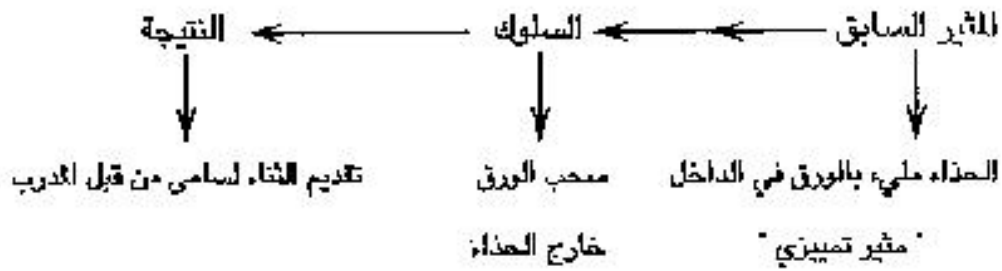 المثير السابق السلوك النتيجة
الحذاء مليء بالورق في الداخل سحب الورق تقديم الثناء لسامي من قبل المدرب
" مثير تمييزي " خارج الحذاء